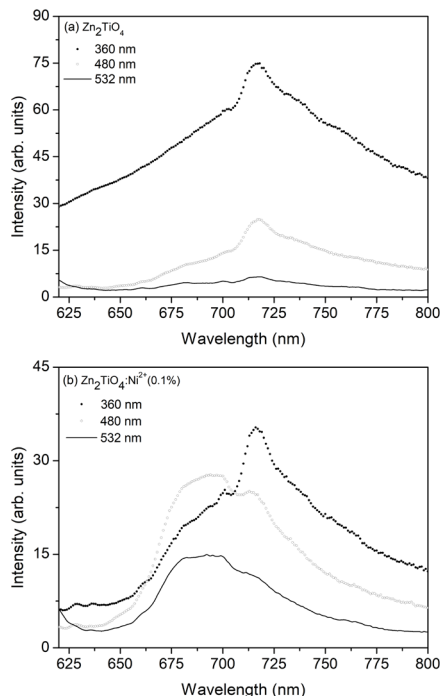 (a) Zn₂TiO₄
360 nm
480 nm
532 nm
Intensity (arb. units)
90
75
60
45
30
15
0
625 650 675 700 725 750 775 800
Wavelength (nm)
(b) Zn₂TiO₄:Ni²⁺(0.1%)
360 nm
480 nm
532 nm
Intensity (arb. units)
45
30
15
0
625 650 675 700 725 750 775 800
Wavelength (nm)